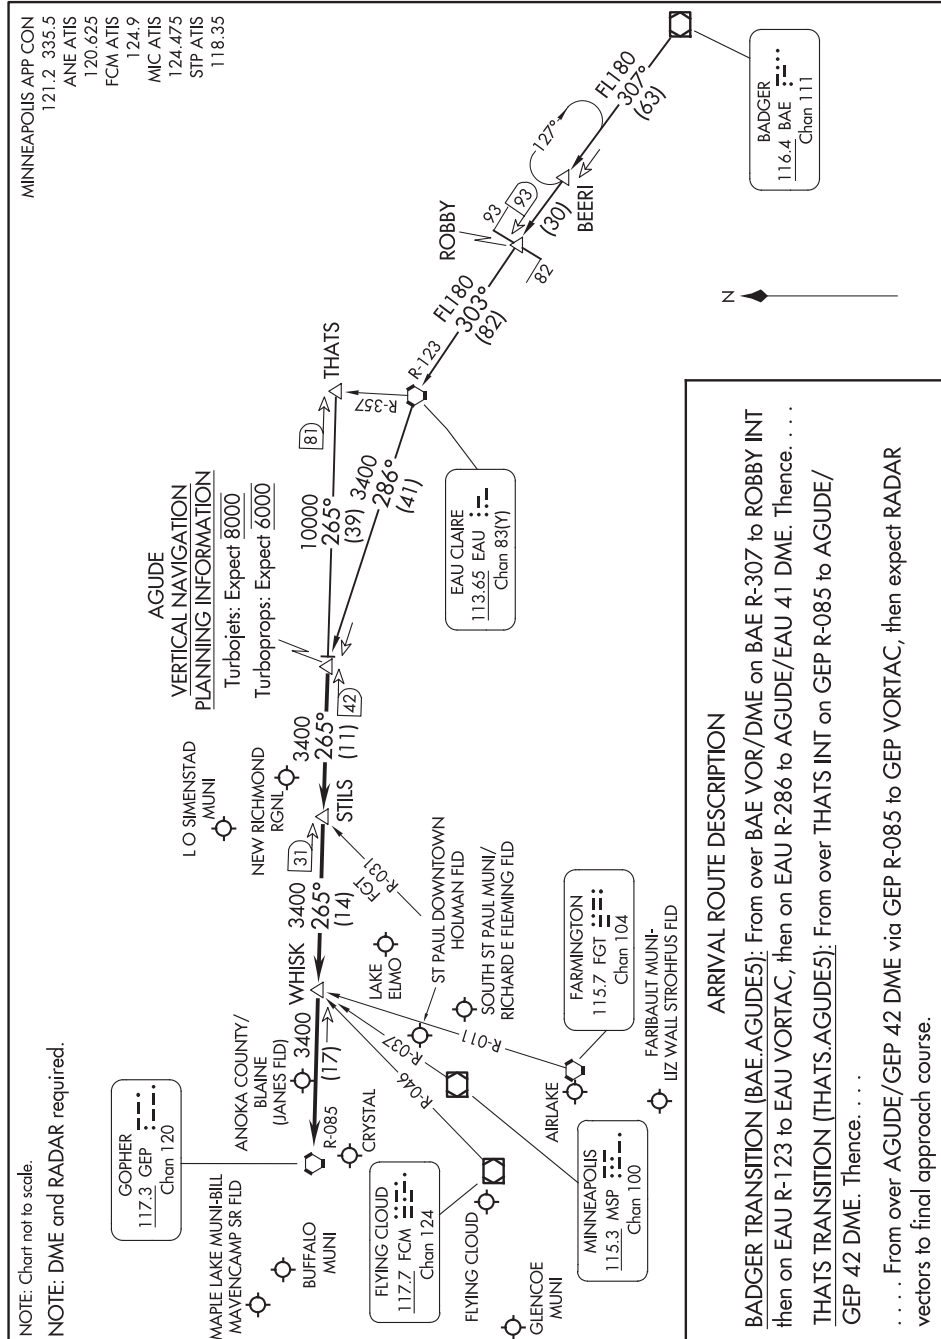 NOTE: Chart not to scale.
NOTE: DME and RADAR required.
MINNEAPOLIS APP CON
121.2 335.5
ANE ATIS
120.625
FCM ATIS
124.9
MIC ATIS
124.475
STP ATIS
118.35
AGUDE
VERTICAL NAVIGATION
PLANNING INFORMATION
Turbojets: Expect 8000
Turboprops: Expect 6000
L O SIMENSTAD
MUNI
NEW RICHMOND
RGNL
GOPHER
117.3 GEP
Chan 120
MAPLE LAKE MUNI-BILL
MAVENCAMP SR FLD
BUFFALO
MUNI
ANOKA COUNTY/
BLAINE
(JANES FLD)
R-085
CRYSTAL
3400
(17)
WHISK
3400
265°
(14)
31
STILS
3400
265°
(11)
42
10000
265°
(39)
81
THATS
3400
286°
(41)
R-357
R-123
FL180
303°
(82)
ROBBY
93
93
82
(30)
BEERI
127°
FL180
307°
(63)
BADGER
116.4 BAE
Chan 111
EAU CLAIRE
113.65 EAU
Chan 83(Y)
N
FGT
R-031
LAKE
ELMO
ST PAUL DOWNTOWN
HOLMAN FLD
SOUTH ST PAUL MUNI/
RICHARD E FLEMING FLD
R-046
R-037
R-011
FLYING CLOUD
117.7 FCM
Chan 124
FLYING CLOUD
GLENCOE
MUNI
MINNEAPOLIS
115.3 MSP
Chan 100
AIRLAKE
FARMINGTON
115.7 FGT
Chan 104
FARIBAULT MUNI-
LIZ WALL STROHFUS FLD
ARRIVAL ROUTE DESCRIPTION
BADGER TRANSITION (BAE.AGUDE5): From over BAE VOR/DME on BAE R-307 to ROBBY INT
then on EAU R-123 to EAU VORTAC, then on EAU R-286 to AGUDE/EAU 41 DME. Thence. . . .
THATS TRANSITION (THATS.AGUDE5): From over THATS INT on GEP R-085 to AGUDE/
GEP 42 DME. Thence. . . .
. . . . From over AGUDE/GEP 42 DME via GEP R-085 to GEP VORTAC, then expect RADAR
vectors to final approach course.